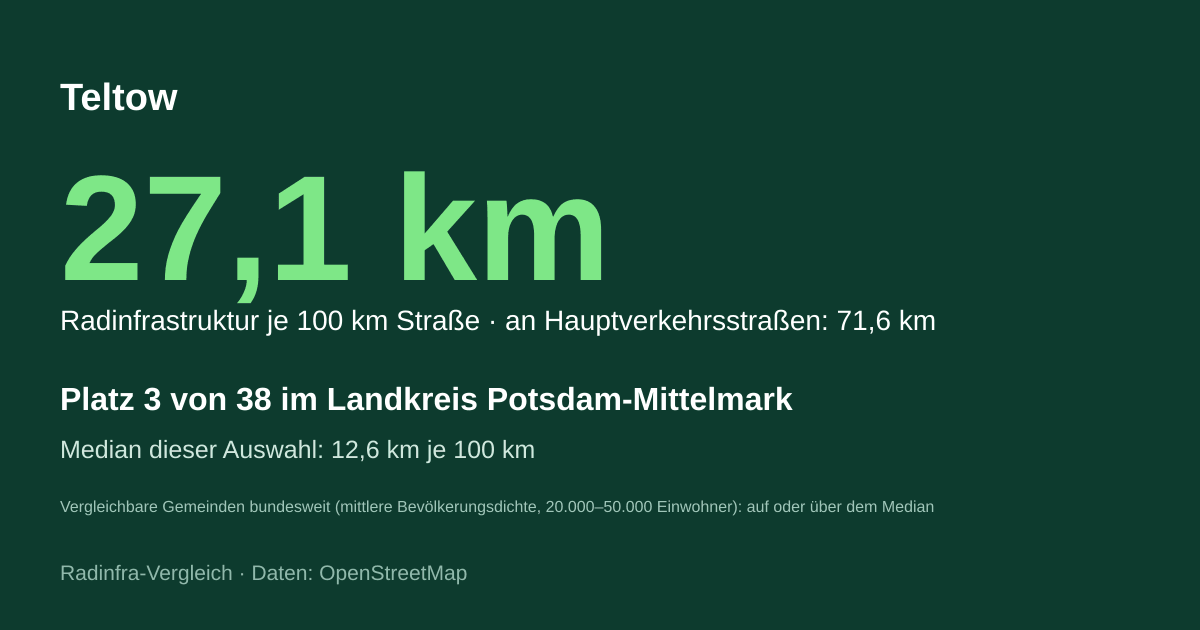 Teltow
27,1 km
Radinfrastruktur je 100 km Straße · an Hauptverkehrsstraßen: 71,6 km
Platz 3 von 38 im Landkreis Potsdam-Mittelmark
Median dieser Auswahl: 12,6 km je 100 km
Vergleichbare Gemeinden bundesweit (mittlere Bevölkerungsdichte, 20.000–50.000 Einwohner): auf oder über dem Median
Radinfra-Vergleich · Daten: OpenStreetMap